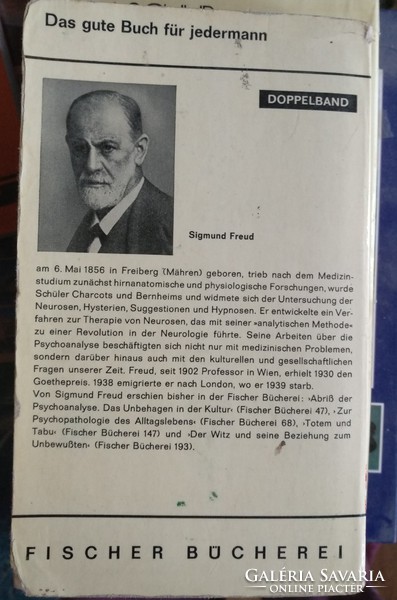 Das gute Buch für jedermann
DOPPELBAND
Sigmund Freud
am 6. Mai 1856 in Freiberg (Mähren) geboren, trieb nach dem Medizin-
studium zunächst hirnanatomische und physiologische Forschungen, wurde
Schüler Charcots und Bernheims und widmete sich der Untersuchung der
Neurosen, Hysterien, Suggestionen und Hypnosen. Er entwickelte ein Ver-
fahren zur Therapie von Neurosen, das mit seiner »analytischen Methode«
zu einer Revolution in der Neurologie führte. Seine Arbeiten über die
Psychoanalyse beschäftigten sich nicht nur mit medizinischen Problemen,
sondern darüber hinaus auch mit den kulturellen und gesellschaftlichen
Fragen unserer Zeit. Freud, seit 1902 Professor in Wien, erhielt 1930 den
Goethepreis. 1938 emigrierte er nach London, wo er 1939 starb.
Von Sigmund Freud erschien bisher in der Fischer Bücherei: ›Abriß der
Psychoanalyse. Das Unbehagen in der Kultur‹ (Fischer Bücherei 47), ›Zur
Psychopathologie des Alltagslebens‹ (Fischer Bücherei 68), ›Totem und
Tabu‹ (Fischer Bücherei 147) und ›Der Witz und seine Beziehung zum
Unbewußten‹ (Fischer Bücherei 193).
FISCHER BÜCHEREI
GALÉRIA SAVARIA
ONLINE PIACTÉR